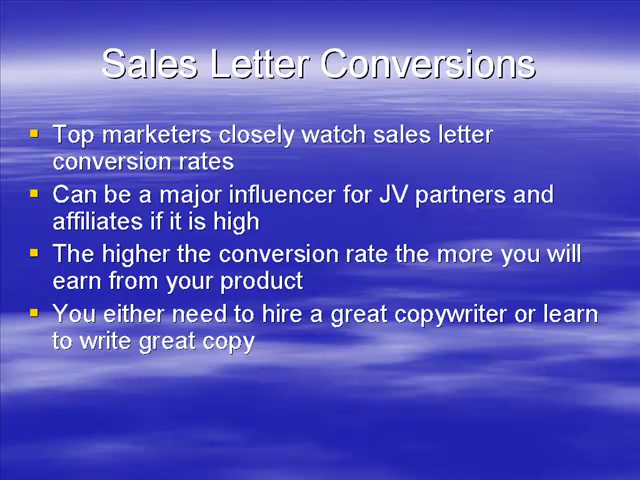 Sales Letter Conversions
Top marketers closely watch sales letter
conversion rates
Can be a major influencer for JV partners and
affiliates if it is high
The higher the conversion rate the more you will
earn from your product
You either need to hire a great copywriter or learn
to write great copy